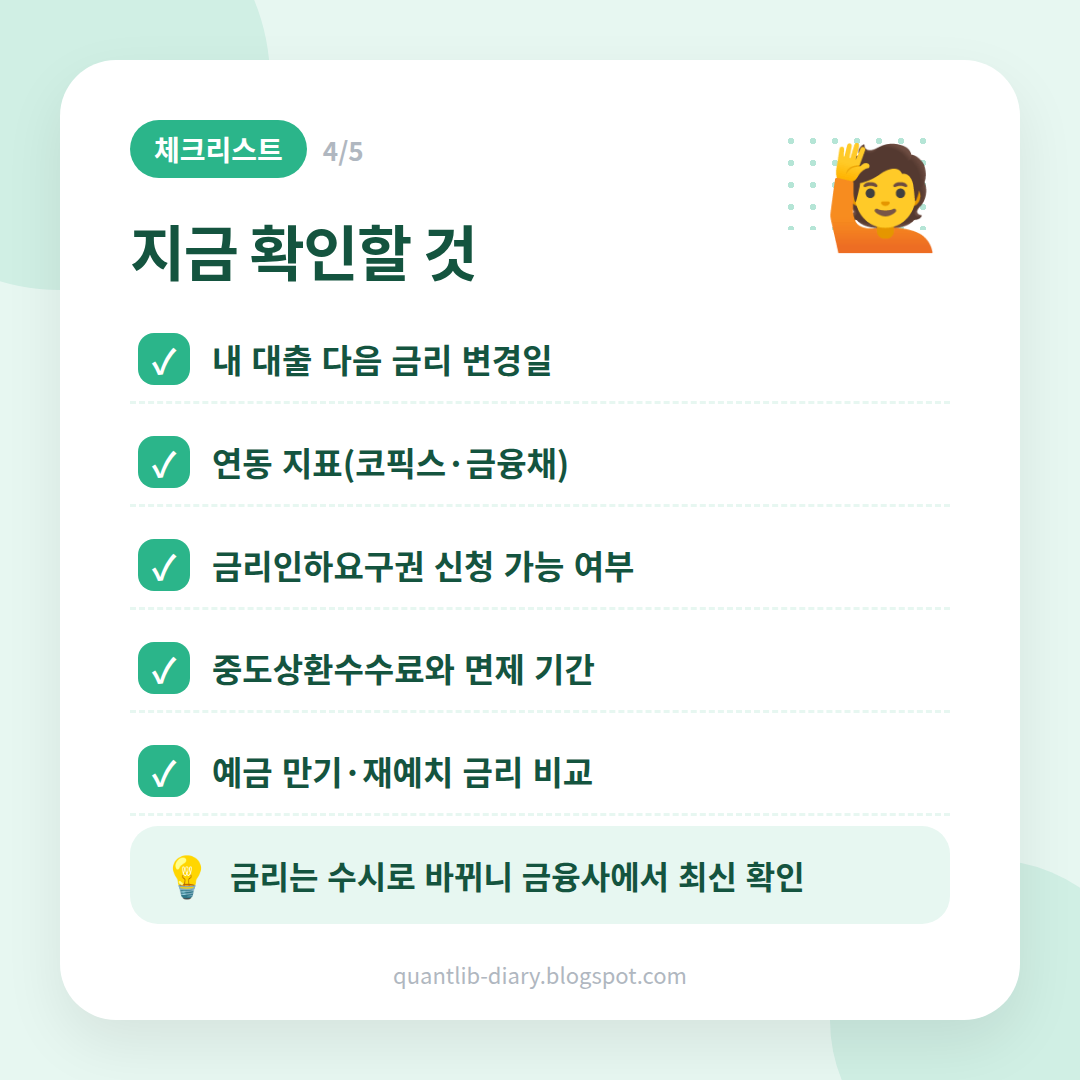 체크리스트 4/5
지금 확인할 것
내 대출 다음 금리 변경일
연동 지표(코픽스·금융채)
금리인하요구권 신청 가능 여부
중도상환수수료와 면제 기간
예금 만기·재예치 금리 비교
금리는 수시로 바뀌니 금융사에서 최신 확인
quantlib-diary.blogspot.com